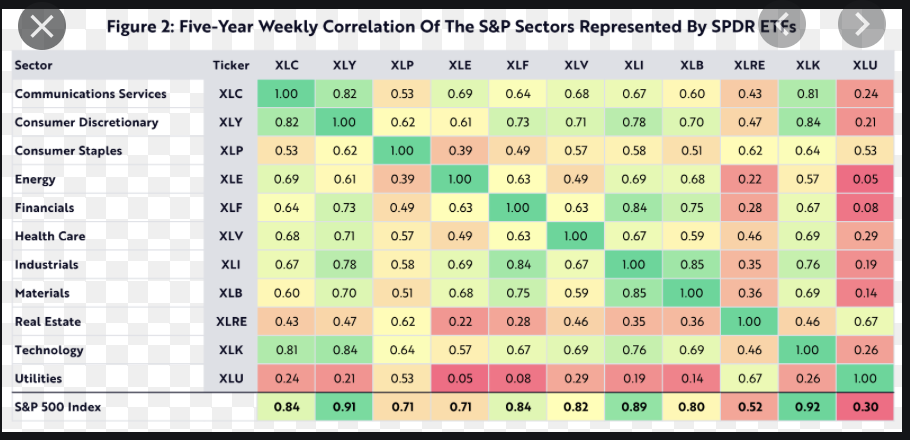 Figure 2: Five-Year Weekly Correlation Of The S&P Sectors Represented By SPDR ETFs
Sector Ticker XLC XLY XLP XLE XLF XLV XLI XLB XLRE XLK XLU
Communications Services XLC 1.00 0.82 0.53 0.69 0.64 0.68 0.67 0.60 0.43 0.81 0.24
Consumer Discretionary XLY 0.82 1.00 0.62 0.61 0.73 0.71 0.78 0.70 0.47 0.84 0.21
Consumer Staples XLP 0.53 0.62 1.00 0.39 0.49 0.57 0.58 0.51 0.62 0.64 0.53
Energy XLE 0.69 0.61 0.39 1.00 0.63 0.49 0.69 0.68 0.22 0.57 0.05
Financials XLF 0.64 0.73 0.49 0.63 1.00 0.63 0.84 0.75 0.28 0.67 0.08
Health Care XLV 0.68 0.71 0.57 0.49 0.63 1.00 0.67 0.59 0.46 0.69 0.29
Industrials XLI 0.67 0.78 0.58 0.69 0.84 0.67 1.00 0.85 0.35 0.76 0.19
Materials XLB 0.60 0.70 0.51 0.68 0.75 0.59 0.85 1.00 0.36 0.69 0.14
Real Estate XLRE 0.43 0.47 0.62 0.22 0.28 0.46 0.35 0.36 1.00 0.46 0.67
Technology XLK 0.81 0.84 0.64 0.57 0.67 0.69 0.76 0.69 0.46 1.00 0.26
Utilities XLU 0.24 0.21 0.53 0.05 0.08 0.29 0.19 0.14 0.67 0.26 1.00
S&P 500 Index 0.84 0.91 0.71 0.71 0.84 0.82 0.89 0.80 0.52 0.92 0.30